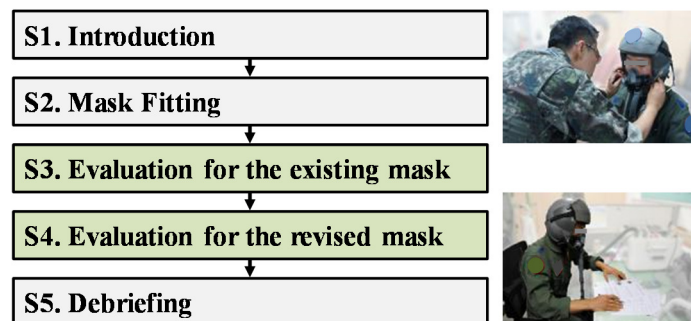 S1. Introduction
S2. Mask Fitting
S3. Evaluation for the existing mask
S4. Evaluation for the revised mask
S5. Debriefing